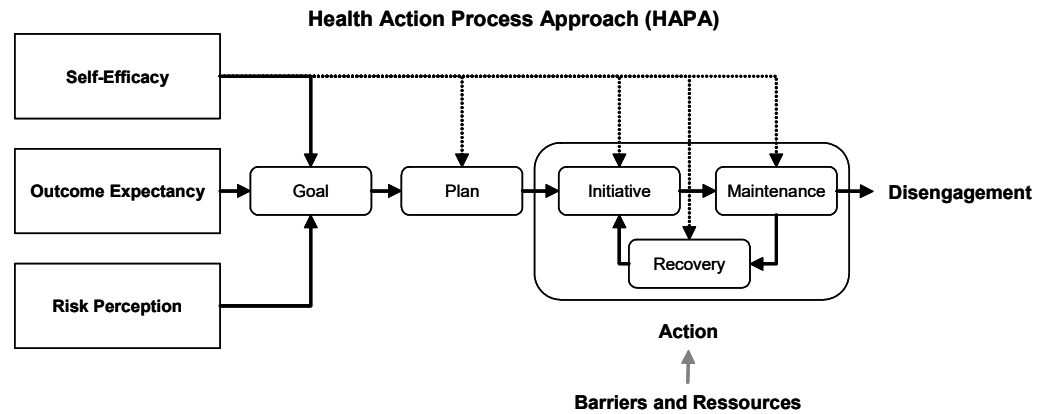 Health Action Process Approach (HAPA)
Self-Efficacy
Outcome Expectancy
Goal
Plan
Initiative
Maintenance
Disengagement
Recovery
Risk Perception
Action
Barriers and Ressources